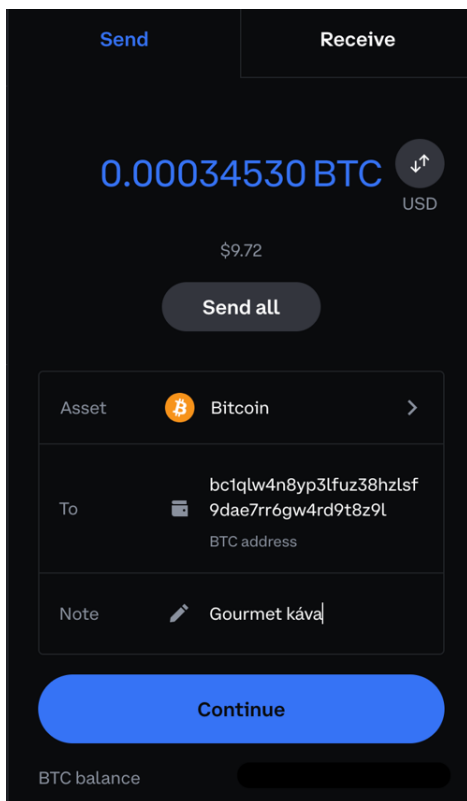 Send
Receive
0.00034530 BTC
USD
$9.72
Send all
Asset
Bitcoin
To
bc1qlw4n8yp3lfuz38hzlsf
9dae7rr6gw4rd9t8z9l
BTC address
Note
Gourmet káva
Continue
BTC balance